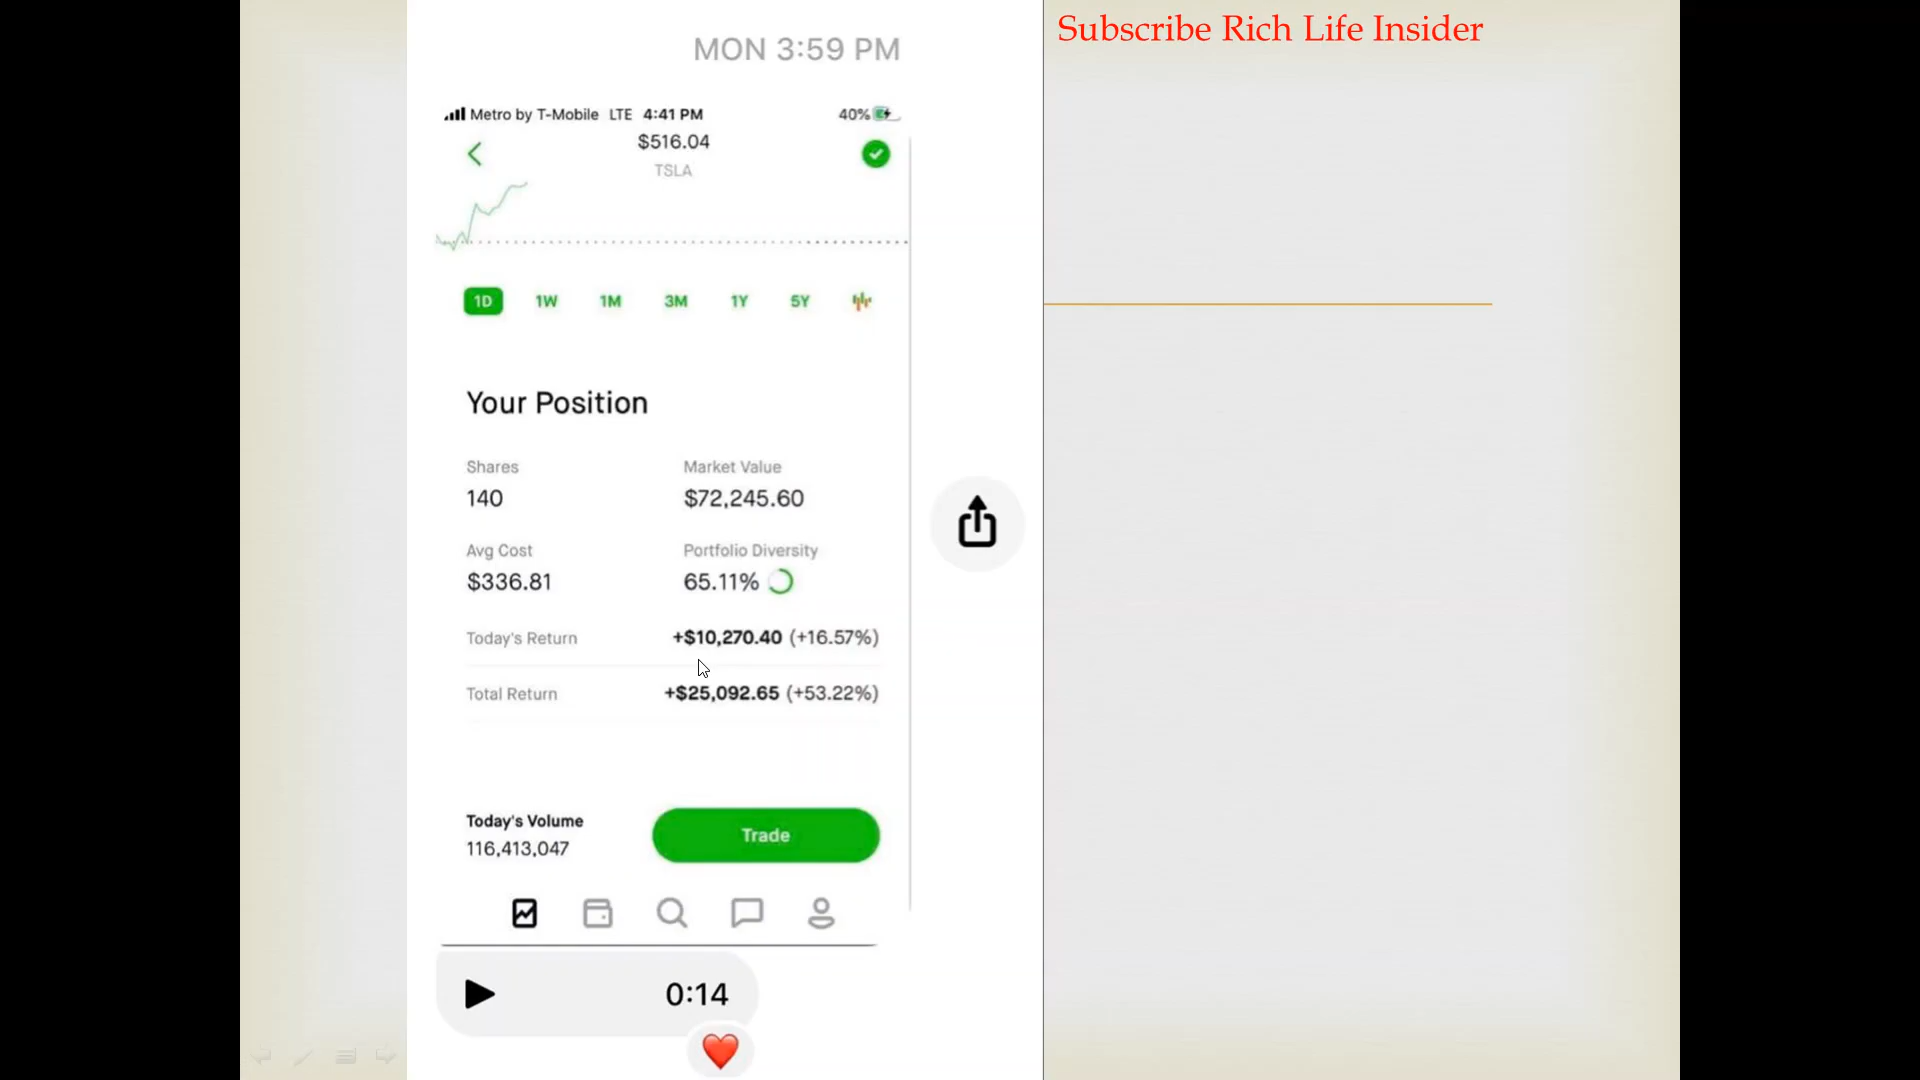 Subscribe Rich Life Insider
MON 3:59 PM
Metro by T-Mobile LTE 4:41 PM 40%
$516.04
TSLA
1D 1W 1M 3M 1Y 5Y
Your Position
Shares Market Value
140 $72,245.60
Avg Cost Portfolio Diversity
$336.81 65.11%
Today's Return +$10,270.40 (+16.57%)
Total Return +$25,092.65 (+53.22%)
Today's Volume
116,413,047
Trade
0:14